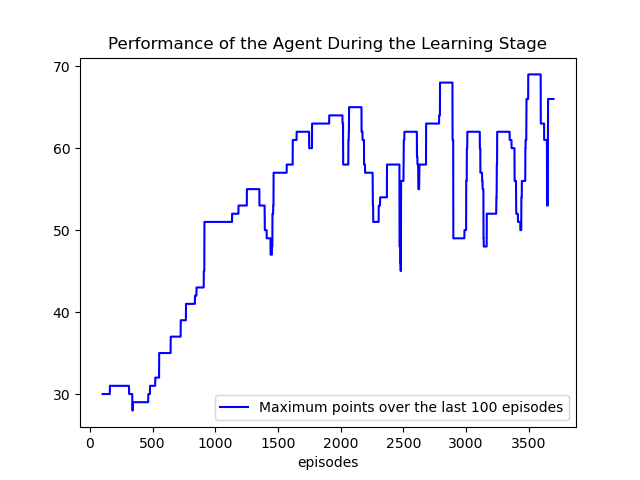 Performance of the Agent During the Learning Stage
70
60
50
40
30
Maximum points over the last 100 episodes
0 500 1000 1500 2000 2500 3000 3500
episodes